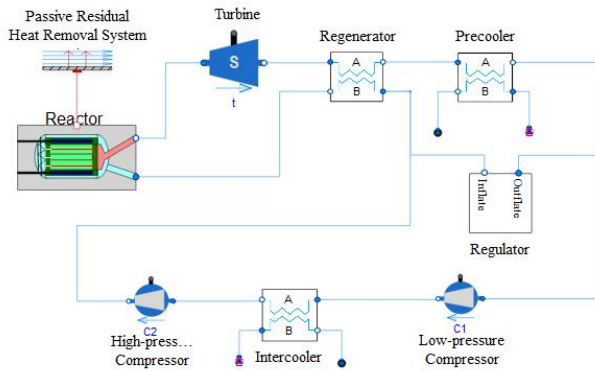 Passive Residual
Heat Removal System
Turbine
S
t
Regenerator
A
B
Precooler
A
B
Reactor
Inflate
Outflate
Regulator
C2
High-press...
Compressor
A
B
Intercooler
C1
Low-pressure
Compressor